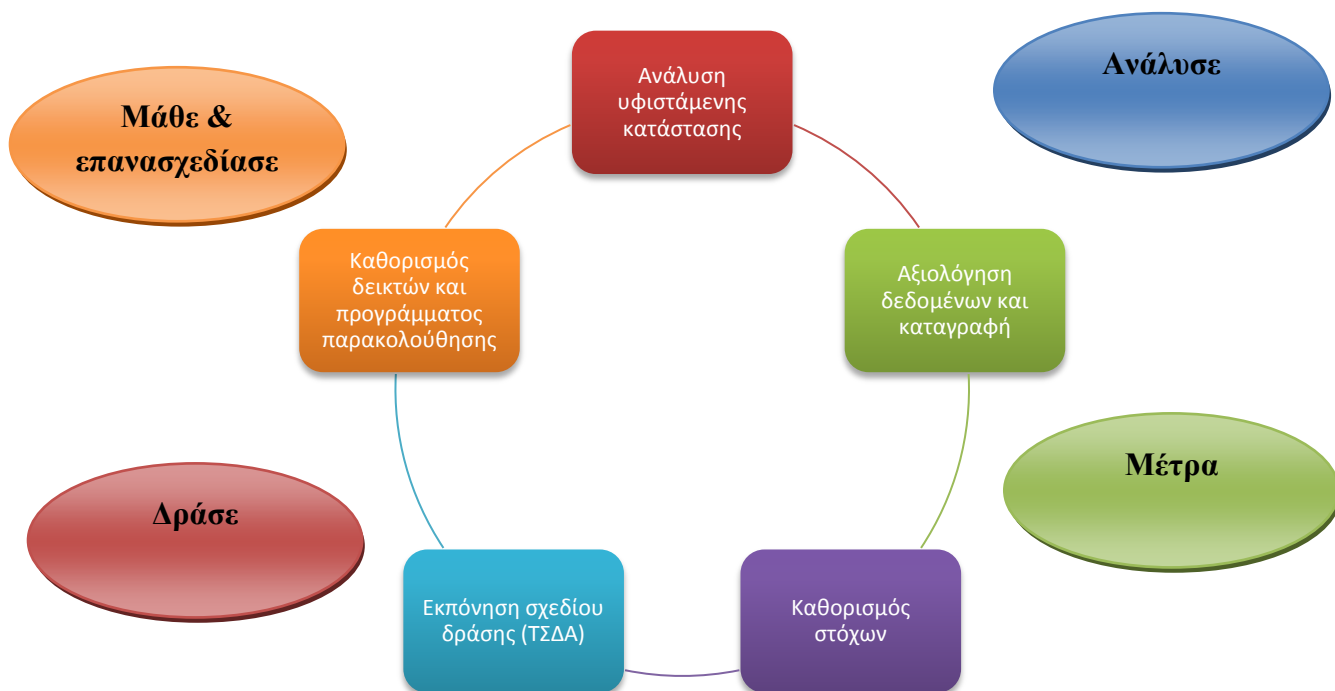 Ανάλυση
υφιστάμενης
κατάστασης
Ανάλυσε
Μάθε &
επανασχεδίασε
Καθορισμός
δεικτών και
προγράμματος
παρακολούθησης
Αξιολόγηση
δεδομένων και
καταγραφή
Μέτρα
Δράσε
Εκπόνηση σχεδίου
δράσης (ΤΣΔΑ)
Καθορισμός
στόχων